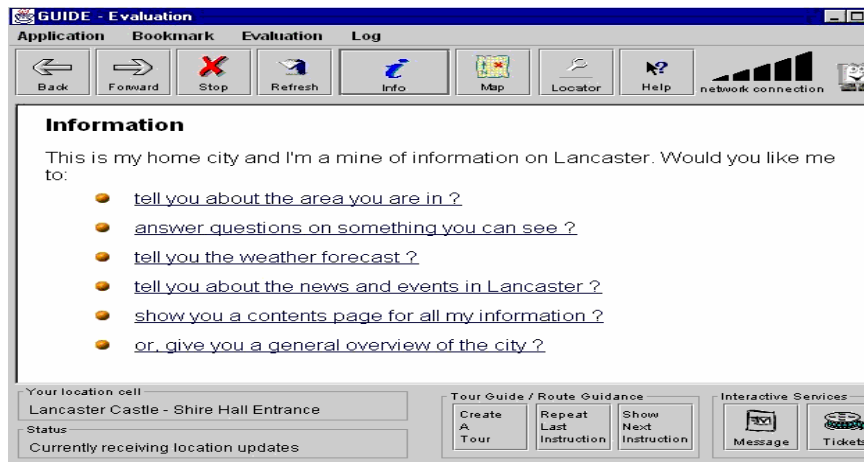 GUIDE - Evaluation
Application Bookmark Evaluation Log
Back Forward Stop Refresh Info Map Locator Help network connection
Information
This is my home city and I'm a mine of information on Lancaster. Would you like me
to:
tell you about the area you are in ?
answer questions on something you can see ?
tell you the weather forecast ?
tell you about the news and events in Lancaster ?
show you a contents page for all my information ?
or, give you a general overview of the city ?
Your location cell
Lancaster Castle - Shire Hall Entrance
Status
Currently receiving location updates
Tour Guide / Route Guidance
Create
A
Tour
Repeat
Last
Instruction
Show
Next
Instruction
Interactive Services
Message Tickets